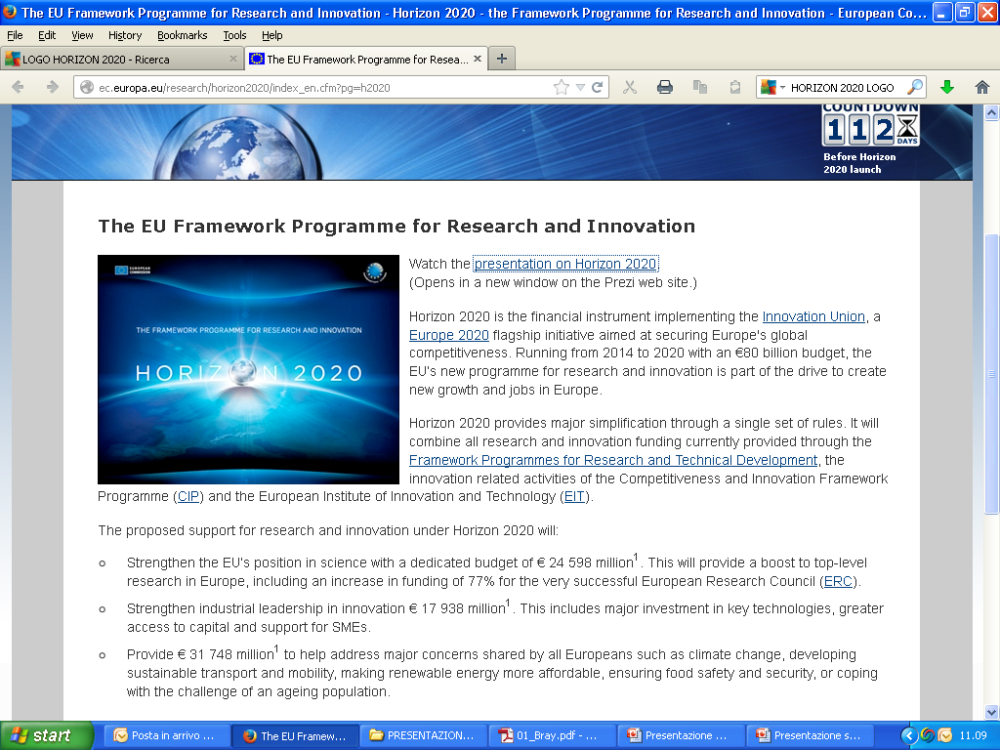 The EU Framework Programme for Research and Innovation - Horizon 2020 - the Framework Programme for Research and Innovation - European Co...
File Edit View History Bookmarks Tools Help
LOGO HORIZON 2020 - Ricerca
The EU Framework Programme for Resea...
ec.europa.eu/research/horizon2020/index_en.cfm?pg=h2020
HORIZON 2020 LOGO
COUNTDOWN
112
DAYS
Before Horizon
2020 launch
The EU Framework Programme for Research and Innovation
EUROPEAN
COMMISSION
THE FRAMEWORK PROGRAMME FOR RESEARCH AND INNOVATION
HORIZON 2020
Watch the presentation on Horizon 2020
(Opens in a new window on the Prezi web site.)
Horizon 2020 is the financial instrument implementing the Innovation Union, a
Europe 2020 flagship initiative aimed at securing Europe's global
competitiveness. Running from 2014 to 2020 with an €80 billion budget, the
EU's new programme for research and innovation is part of the drive to create
new growth and jobs in Europe.
Horizon 2020 provides major simplification through a single set of rules. It will
combine all research and innovation funding currently provided through the
Framework Programmes for Research and Technical Development, the
innovation related activities of the Competitiveness and Innovation Framework
Programme (CIP) and the European Institute of Innovation and Technology (EIT).
The proposed support for research and innovation under Horizon 2020 will:
Strengthen the EU's position in science with a dedicated budget of € 24 598 million1. This will provide a boost to top-level
research in Europe, including an increase in funding of 77% for the very successful European Research Council (ERC).
Strengthen industrial leadership in innovation € 17 938 million1. This includes major investment in key technologies, greater
access to capital and support for SMEs.
Provide € 31 748 million1 to help address major concerns shared by all Europeans such as climate change, developing
sustainable transport and mobility, making renewable energy more affordable, ensuring food safety and security, or coping
with the challenge of an ageing population.
start
Posta in arrivo ...
The EU Framew...
PRESENTAZION...
01_Bray.pdf - ...
Presentazione ...
Presentazione s...
11.09